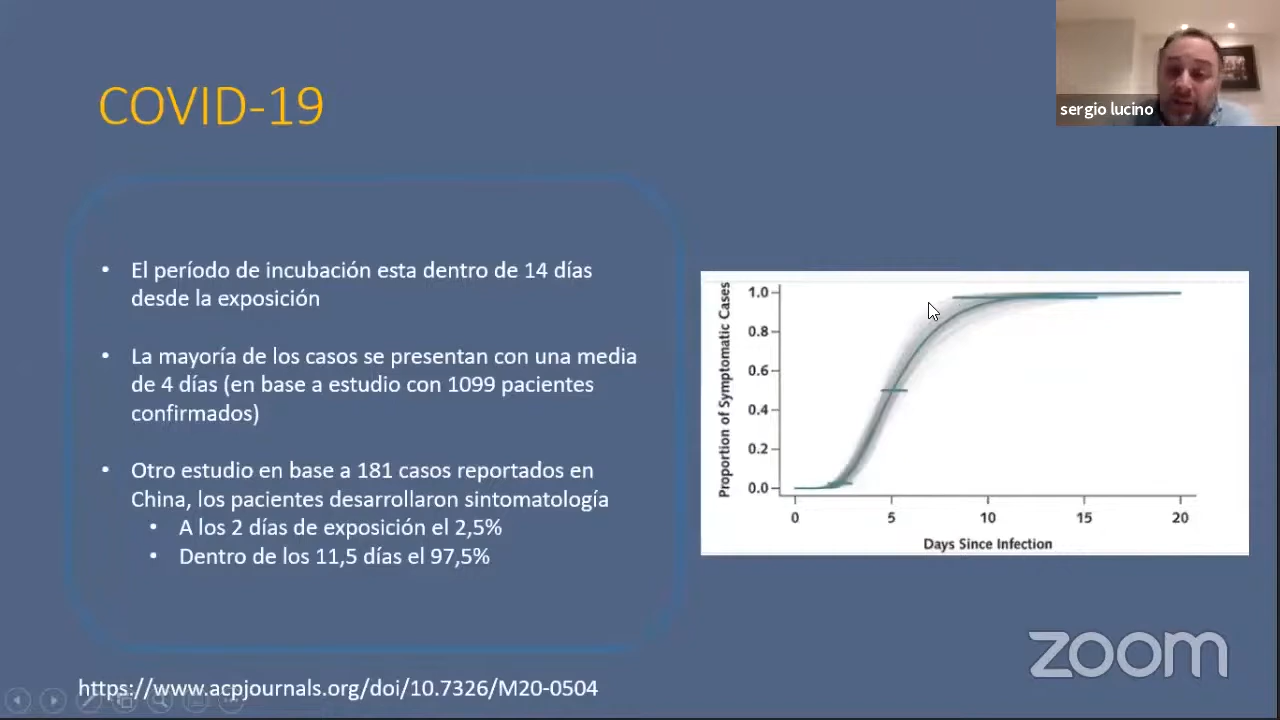 COVID-19
sergio lucino
• El período de incubación esta dentro de 14 días
desde la exposición
• La mayoría de los casos se presentan con una media
de 4 días (en base a estudio con 1099 pacientes
confirmados)
• Otro estudio en base a 181 casos reportados en
China, los pacientes desarrollaron sintomatología
• A los 2 días de exposición el 2,5%
• Dentro de los 11,5 días el 97,5%
Proportion of Symptomatic Cases
1.0
0.8
0.6
0.4
0.2
0.0
0 5 10 15 20
Days Since Infection
zoom
https://www.acpjournals.org/doi/10.7326/M20-0504